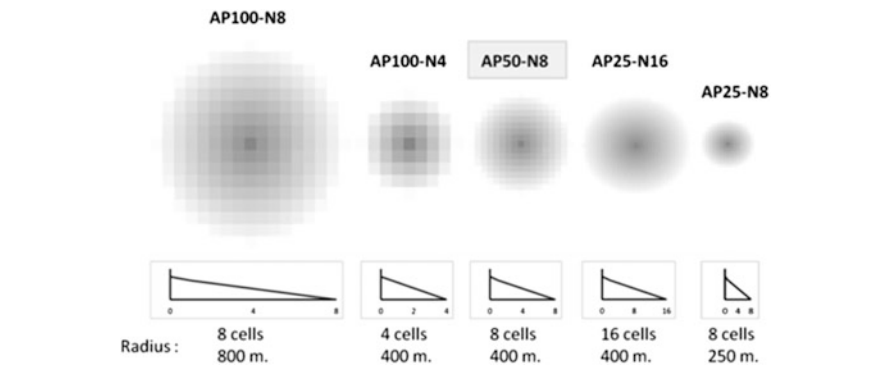 AP100-N8
AP100-N4
AP50-N8
AP25-N16
AP25-N8
0 4 8
0 2 4
0 4 8
0 8 16
0 4 8
Radius :
8 cells
800 m.
4 cells
400 m.
8 cells
400 m.
16 cells
400 m.
8 cells
250 m.